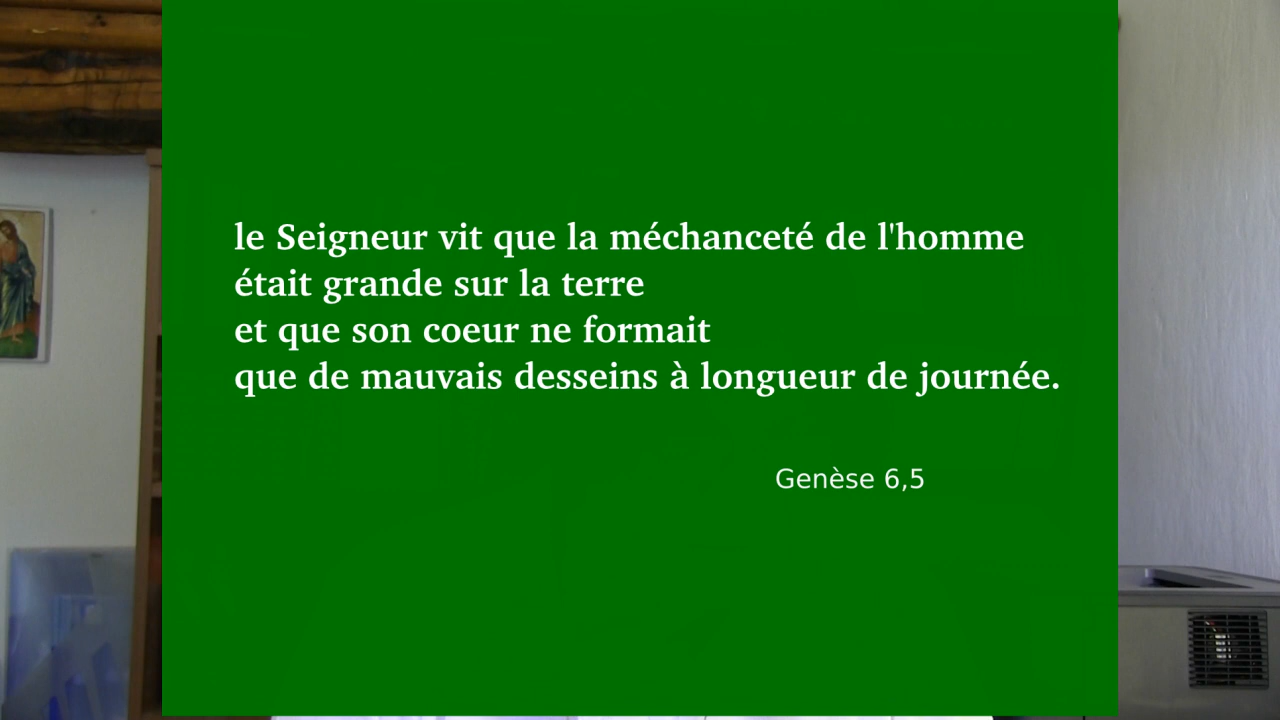 le Seigneur vit que la méchanceté de l'homme
était grande sur la terre
et que son coeur ne formait
que de mauvais desseins à longueur de journée.
Genèse 6,5